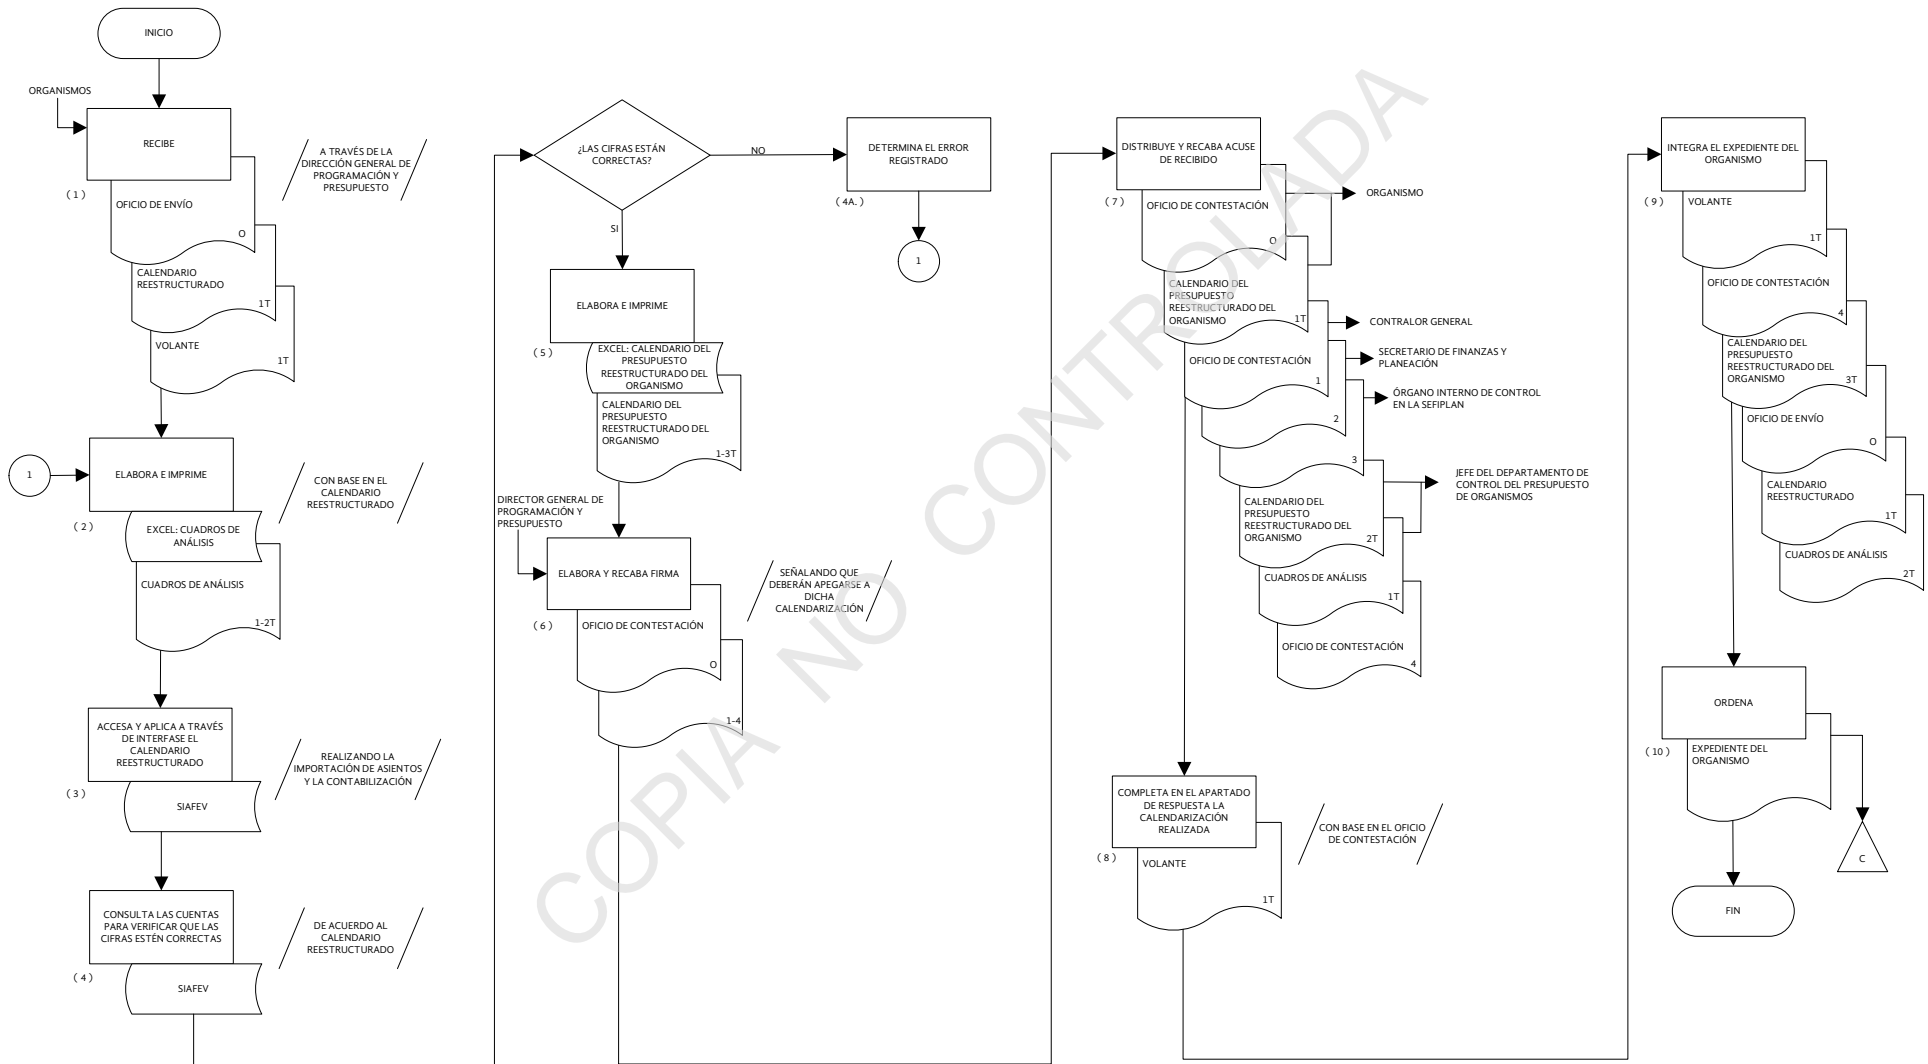 INICIO
ORGANISMOS
RECIBE
( 1 )
A TRAVÉS DE LA
DIRECCIÓN GENERAL DE
PROGRAMACIÓN Y
PRESUPUESTO
OFICIO DE ENVÍO
O
CALENDARIO
REESTRUCTURADO
1T
VOLANTE
1T
1
ELABORA E IMPRIME
( 2 )
CON BASE EN EL
CALENDARIO
REESTRUCTURADO
EXCEL: CUADROS DE
ANÁLISIS
CUADROS DE ANÁLISIS
1-2T
ACCESA Y APLICA A TRAVÉS
DE INTERFASE EL
CALENDARIO
REESTRUCTURADO
( 3 )
REALIZANDO LA
IMPORTACIÓN DE ASIENTOS
Y LA CONTABILIZACIÓN
SIAFEV
CONSULTA LAS CUENTAS
PARA VERIFICAR QUE LAS
CIFRAS ESTÉN CORRECTAS
( 4 )
DE ACUERDO AL
CALENDARIO
REESTRUCTURADO
SIAFEV
¿LAS CIFRAS ESTÁN
CORRECTAS?
NO
DETERMINA EL ERROR
REGISTRADO
( 4A. )
1
SI
ELABORA E IMPRIME
( 5 )
EXCEL: CALENDARIO DEL
PRESUPUESTO
REESTRUCTURADO DEL
ORGANISMO
CALENDARIO DEL
PRESUPUESTO
REESTRUCTURADO DEL
ORGANISMO
1-3T
DIRECTOR GENERAL DE
PROGRAMACIÓN Y
PRESUPUESTO
ELABORA Y RECABA FIRMA
( 6 )
SEÑALANDO QUE
DEBERÁN APEGARSE A
DICHA
CALENDARIZACIÓN
OFICIO DE CONTESTACIÓN
O
1-4
DISTRIBUYE Y RECABA ACUSE
DE RECIBIDO
( 7 )
OFICIO DE CONTESTACIÓN
O
ORGANISMO
CALENDARIO DEL
PRESUPUESTO
REESTRUCTURADO DEL
ORGANISMO
1T
CONTRALOR GENERAL
OFICIO DE CONTESTACIÓN
1
SECRETARIO DE FINANZAS Y
PLANEACIÓN
2
ÓRGANO INTERNO DE CONTROL
EN LA SEFIPLAN
3
JEFE DEL DEPARTAMENTO DE
CONTROL DEL PRESUPUESTO
DE ORGANISMOS
CALENDARIO DEL
PRESUPUESTO
REESTRUCTURADO DEL
ORGANISMO
2T
CUADROS DE ANÁLISIS
1T
OFICIO DE CONTESTACIÓN
4
COMPLETA EN EL APARTADO
DE RESPUESTA LA
CALENDARIZACIÓN
REALIZADA
( 8 )
CON BASE EN EL OFICIO
DE CONTESTACIÓN
VOLANTE
1T
INTEGRA EL EXPEDIENTE DEL
ORGANISMO
( 9 )
VOLANTE
1T
OFICIO DE CONTESTACIÓN
4
CALENDARIO DEL
PRESUPUESTO
REESTRUCTURADO DEL
ORGANISMO
3T
OFICIO DE ENVÍO
O
CALENDARIO
REESTRUCTURADO
1T
CUADROS DE ANÁLISIS
2T
ORDENA
( 10 )
EXPEDIENTE DEL
ORGANISMO
C
FIN
COPIA NO CONTROLADA